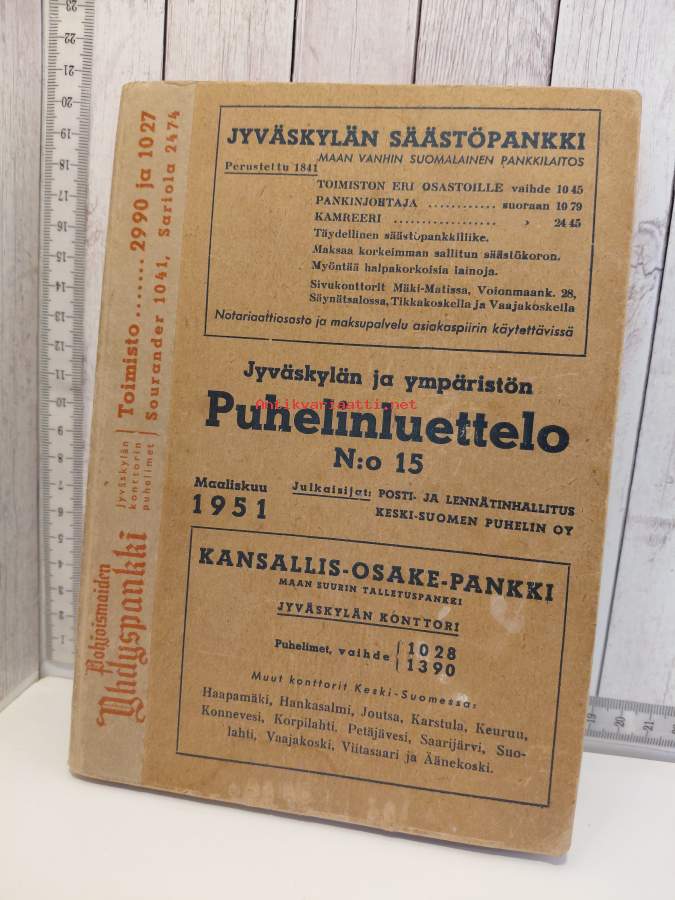 JYVÄSKYLÄN SÄÄSTÖPANKKI
MAAN VANHIN SUOMALAINEN PANKKILAITOS
Perustettu 1841
TOIMISTON ERI OSASTOILLE vaihde 10 45
PANKINJOHTAJA ............ suoraan 10 79
KAMREERI .................. » 24 45
Täydellinen säästöpankkiliike.
Maksaa korkeimman sallitun säästökoron.
Myöntää halpakorkoisia lainoja.
Sivukonttorit Mäki-Matissa, Voionmaank. 28,
Säynätsalossa, Tikkakoskella ja Vaajakoskella
Notariaattiosasto ja maksupalvelu asiakaspiirin käytettävissä
Jyväskylän ja ympäristön
Puhelinluettelo
Antikvariaatti.net
N:o 15
Maaliskuu
1951
Julkaisijat: POSTI- JA LENNÄTINHALLITUS
KESKI-SUOMEN PUHELIN OY
KANSALLIS-OSAKE-PANKKI
MAAN SUURIN TALLETUSPANKKI
JYVÄSKYLÄN KONTTORI
Puhelimet, vaihde { 1028
1390
Muut konttorit Keski-Suomessa:
Haapamäki, Hankasalmi, Joutsa, Karstula, Keuruu,
Konnevesi, Korpilahti, Petäjävesi, Saarijärvi, Suo-
lahti, Vaajakoski, Viitasaari ja Äänekoski.
Pohjoismaiden
Yhdyspankki
Jyväskylän
konttorin
puhelimet
Toimisto....... 2990 ja 1027
Sourander 1041, Sariola 2474